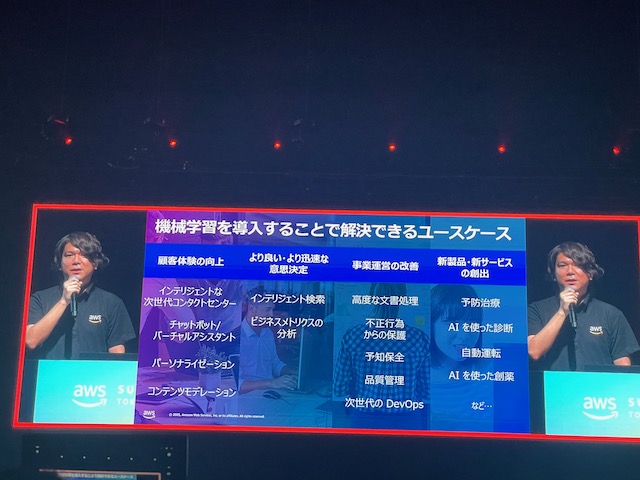 機械学習を導入することで解決できるユースケース
顧客体験の向上
インテリジェントな
次世代コンタクトセンター
チャットボット/
バーチャルアシスタント
パーソナライゼーション
コンテンツモデレーション
より良い・より迅速な
意思決定
インテリジェント検索
ビジネスメトリクスの
分析
事業運営の改善
高度な文書処理
不正行為
からの保護
予知保全
品質管理
次世代の DevOps
新製品・新サービス
の創出
予防治療
AI を使った診断
自動運転
AI を使った創薬
など…
aws
© 2023, Amazon Web Services, Inc. or its affiliates. All rights reserved.
aws
aws
SU
TO
aws
aws
SU
TO